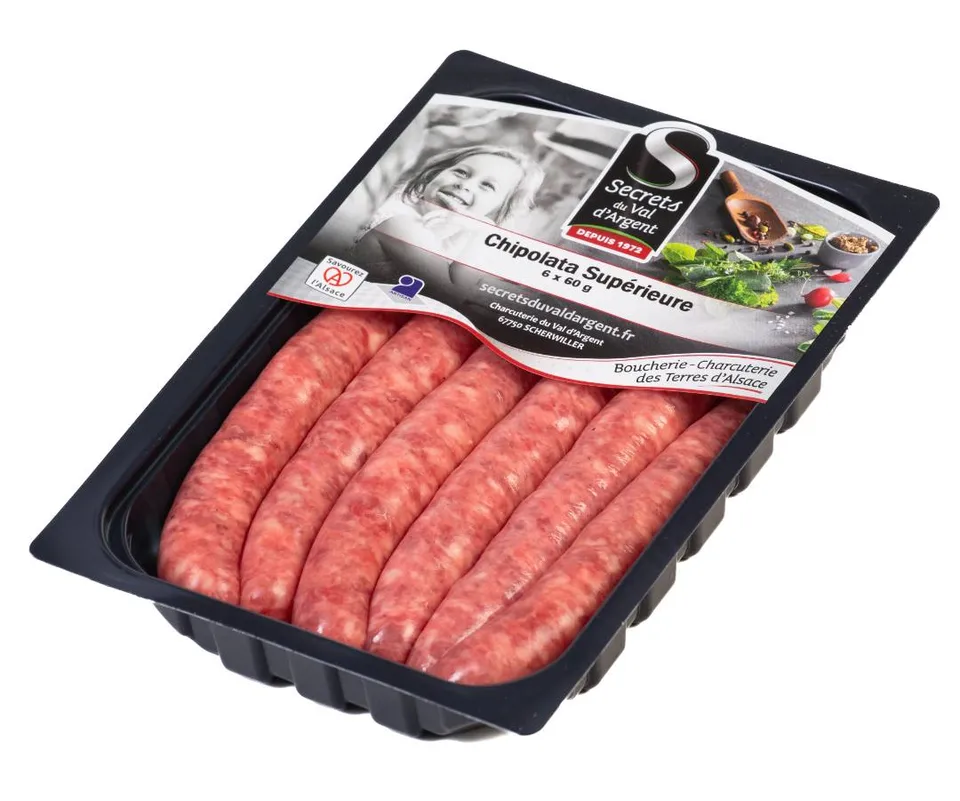 S
Secrets
du Val
d'Argent
DEPUIS 1972
Chipolata Supérieure
6 x 60 g
Savourez
l'Alsace
ARTISAN
secretsduvaldargent.fr
Charcuterie du Val d'Argent
67750 SCHERWILLER
Boucherie - Charcuterie
des Terres d'Alsace